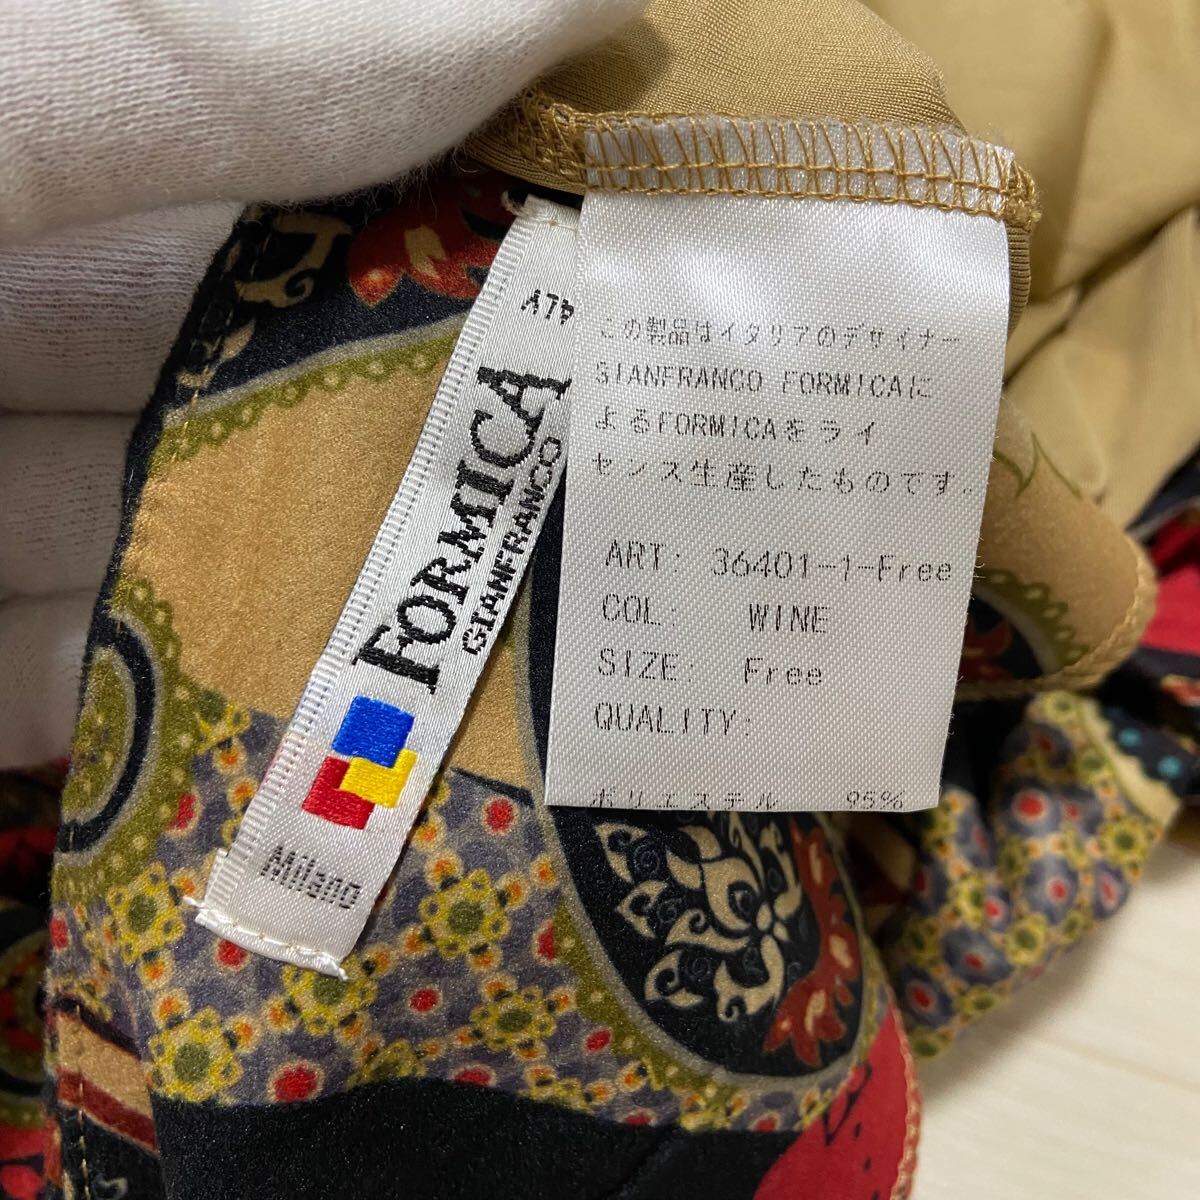 ALY
FORMICA
GIANFRANCO
Milano
この製品はイタリアのデザイナー
GIANFRANCO FORMICAに
よるFORMICAをライ
センス生産したものです。
ART: 36401-1-Free
COL: WINE
SIZE: Free
QUALITY:
ポリエステル 95%